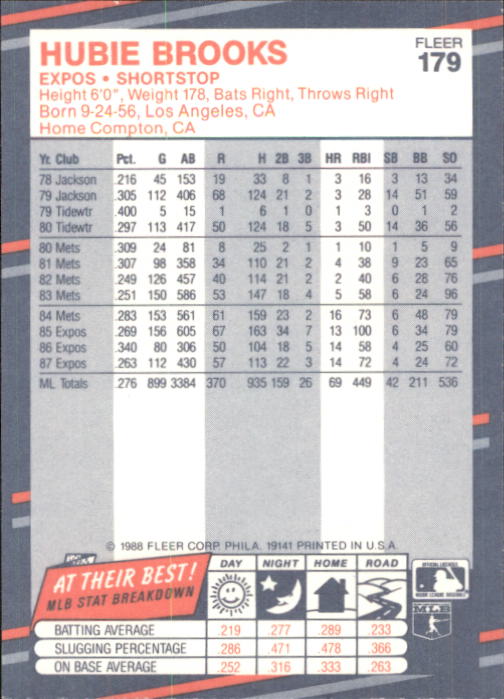 HUBIE BROOKS
FLEER
179
EXPOS • SHORTSTOP
Height 6'0", Weight 178, Bats Right, Throws Right
Born 9-24-56, Los Angeles, CA
Home Compton, CA
Yr. Club Pct. G AB R H 2B 3B HR RBI SB BB SO
78 Jackson .216 45 153 19 33 8 1 3 16 3 13 34
79 Jackson .305 112 406 68 124 21 2 3 28 14 51 59
79 Tidewtr .400 5 15 1 6 1 0 1 3 0 1 2
80 Tidewtr .297 113 417 50 124 18 5 3 50 14 36 56
80 Mets .309 24 81 8 25 2 1 1 10 1 5 9
81 Mets .307 98 358 34 110 21 2 4 38 9 23 65
82 Mets .249 126 457 40 114 21 2 2 40 6 28 76
83 Mets .251 150 586 53 147 18 4 5 58 6 24 96
84 Mets .283 153 561 61 159 23 2 16 73 6 48 79
85 Expos .269 156 605 67 163 34 7 13 100 6 34 79
86 Expos .340 80 306 50 104 18 5 14 58 4 25 60
87 Expos .263 112 430 57 113 22 3 14 72 4 24 72
ML Totals .276 899 3384 370 935 159 26 69 449 42 211 536
© 1988 FLEER CORP. PHILA. 19141 PRINTED IN U.S.A.
AT THEIR BEST!
MLB STAT BREAKDOWN
DAY NIGHT HOME ROAD
BATTING AVERAGE .219 .277 .289 .233
SLUGGING PERCENTAGE .286 .471 .478 .366
ON BASE AVERAGE .252 .316 .333 .263
OFFICIAL LICENSEE
MAJOR LEAGUE BASEBALL